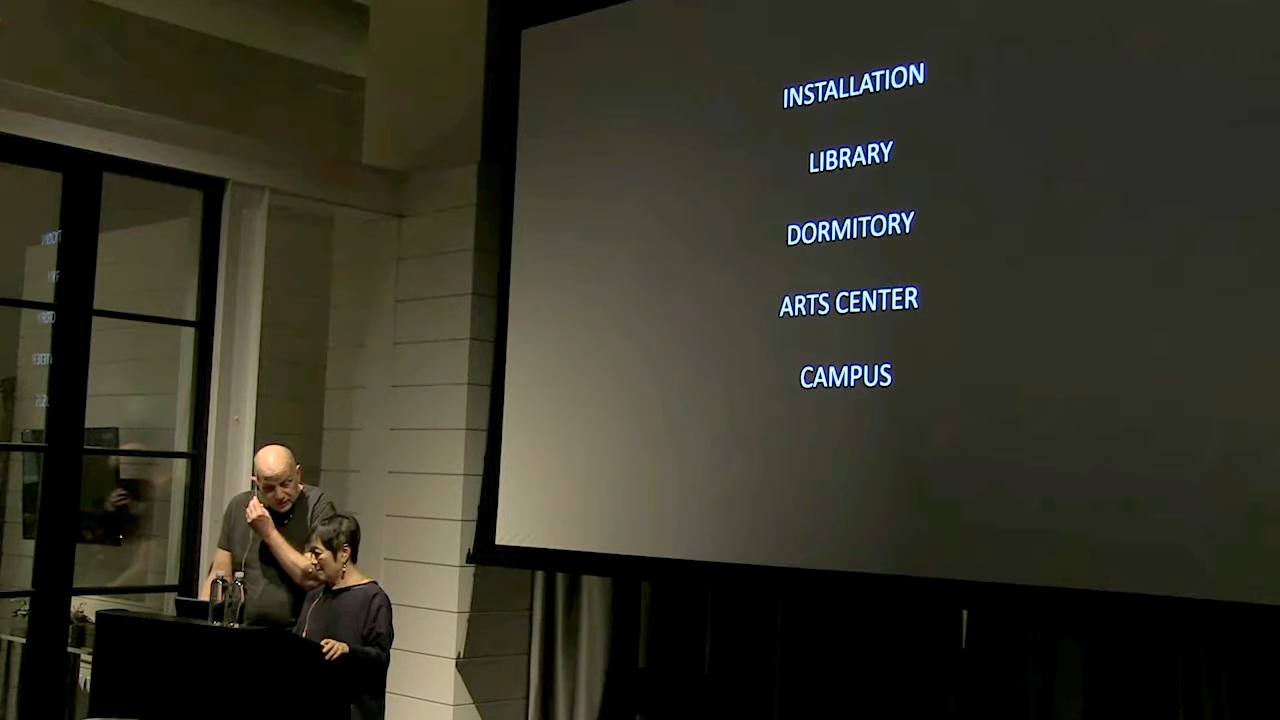 INSTALLATION
LIBRARY
DORMITORY
ARTS CENTER
CAMPUS